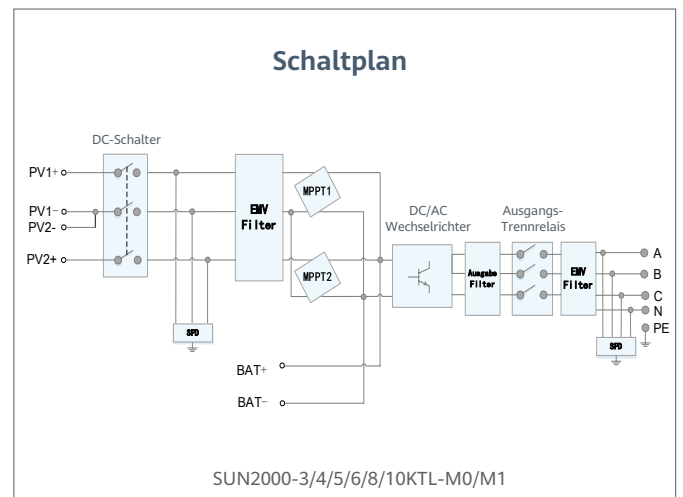 Schaltplan
DC-Schalter
PV1+
PV1-
PV2-
PV2+
EMV
Filter
MPPT1
MPPT2
SPD
BAT+
BAT-
DC/AC
Wechselrichter
Ausgabe
Filter
Ausgangs-
Trennrelais
EMV
Filter
SPD
A
B
C
N
PE
SUN2000-3/4/5/6/8/10KTL-M0/M1